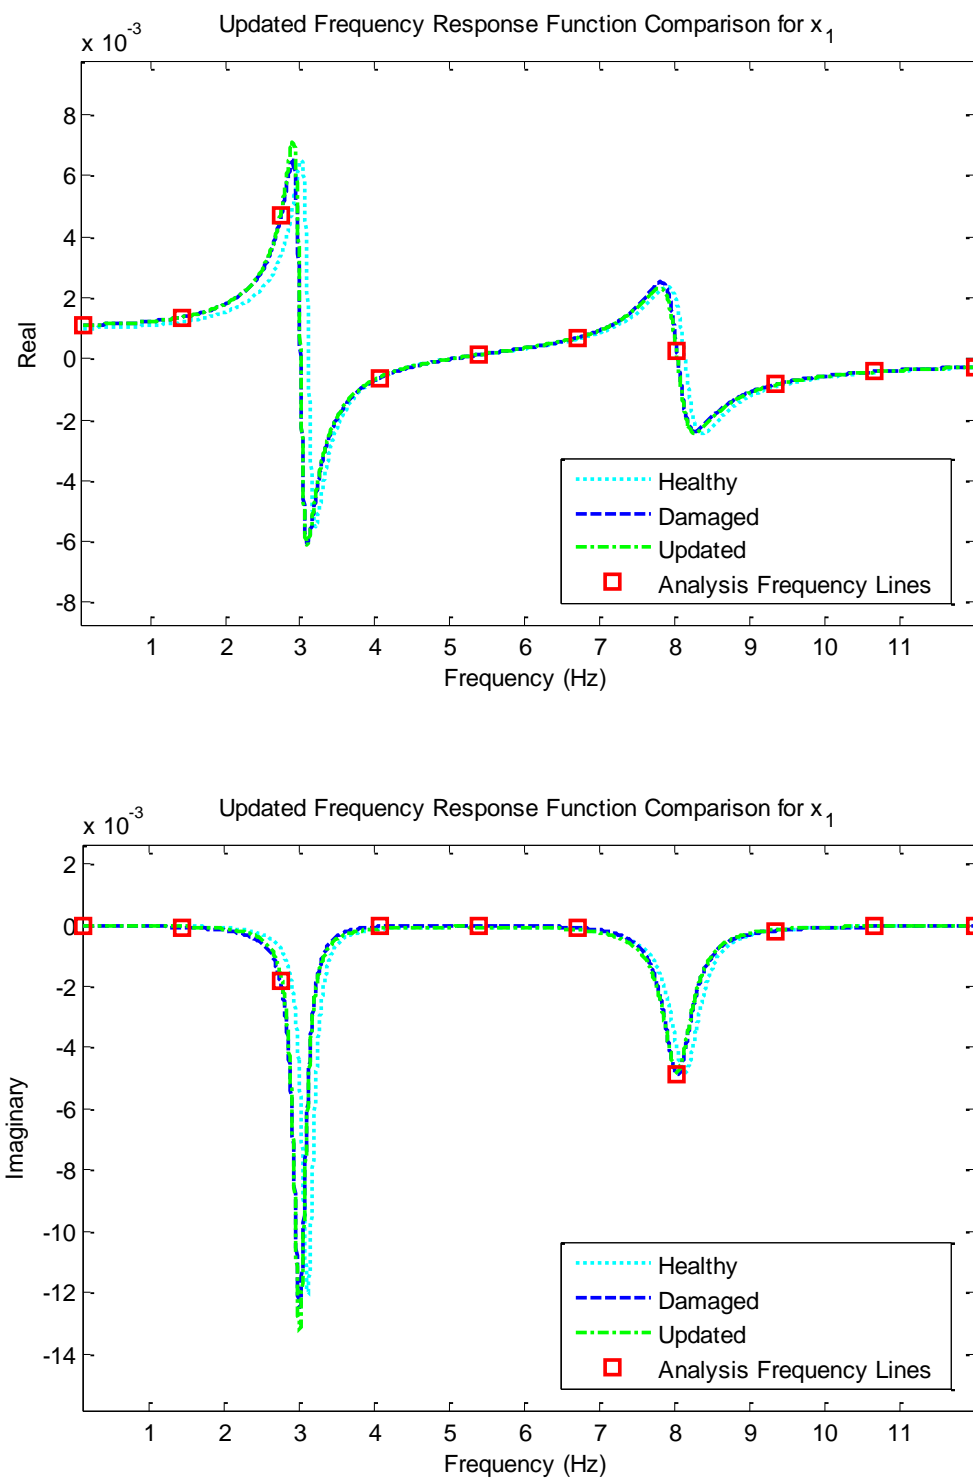 Updated Frequency Response Function Comparison for x1
x 10-3
8
6
4
2
0
-2
-4
-6
-8
Real
Healthy
Damaged
Updated
Analysis Frequency Lines
1 2 3 4 5 6 7 8 9 10 11
Frequency (Hz)
Updated Frequency Response Function Comparison for x1
x 10-3
2
0
-2
-4
-6
-8
-10
-12
-14
Imaginary
Healthy
Damaged
Updated
Analysis Frequency Lines
1 2 3 4 5 6 7 8 9 10 11
Frequency (Hz)